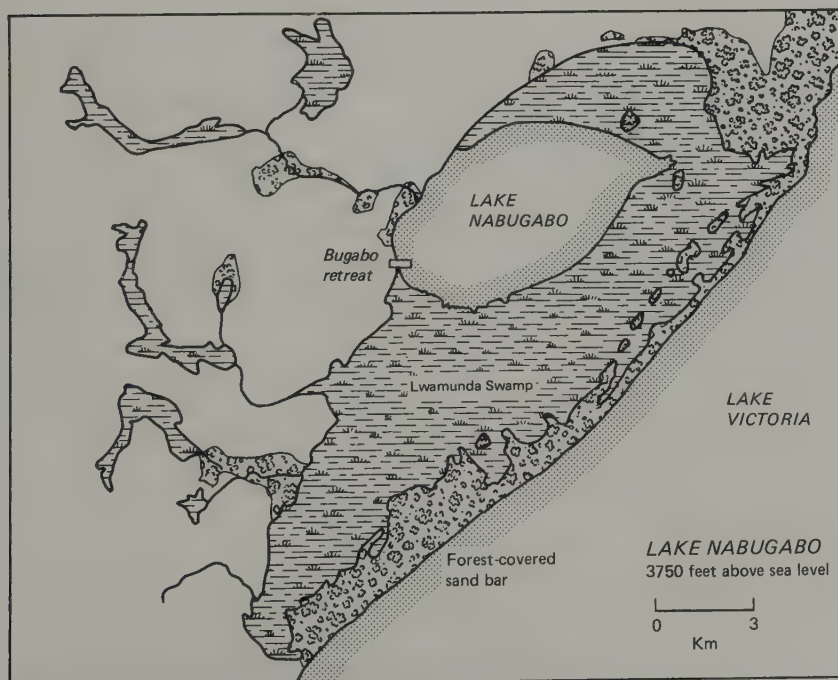 LAKE
NABUGABO
Bugabo
retreat
Lwamunda Swamp
LAKE
VICTORIA
Forest-covered
sand bar
LAKE NABUGABO
3750 feet above sea level
0 3
Km